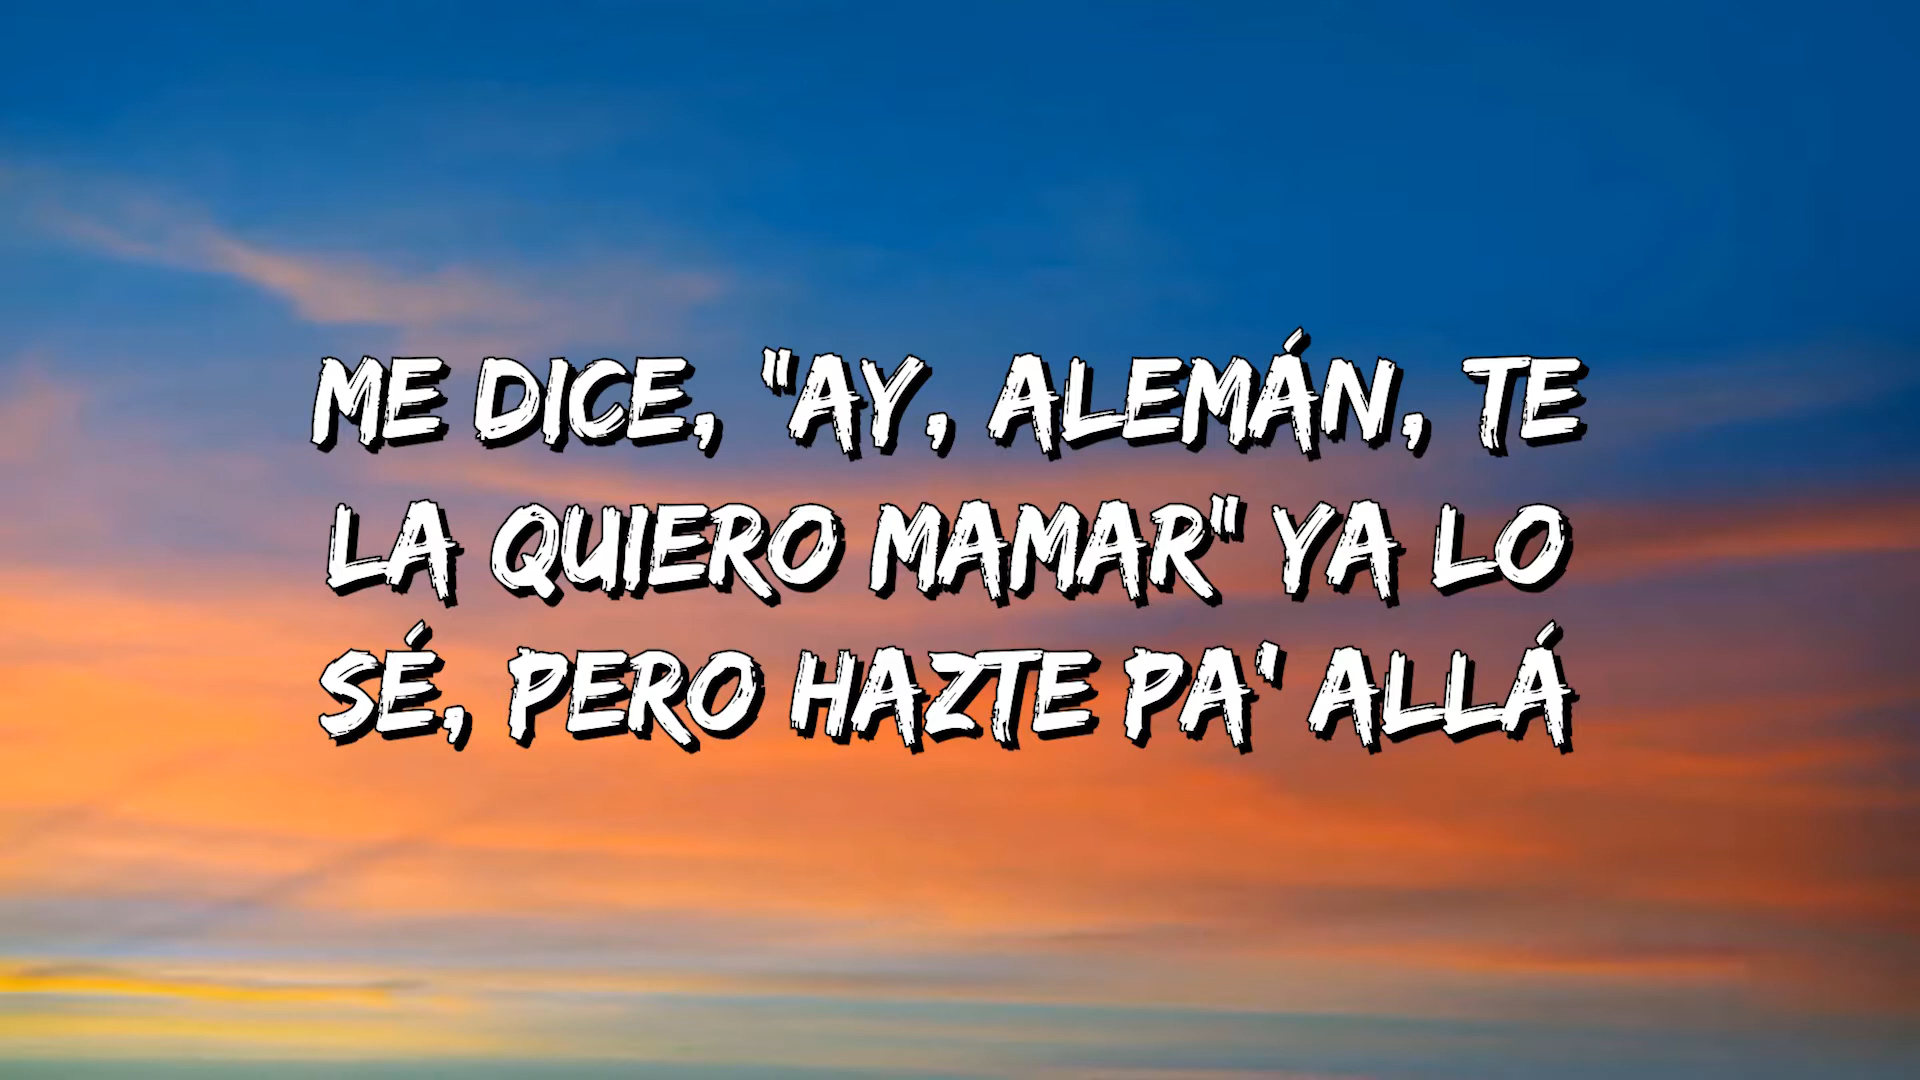 ME DICE, "AY, ALEMÁN, TE
LA QUIERO MAMAR" YA LO
SÉ, PERO HAZTE PA' ALLÁ